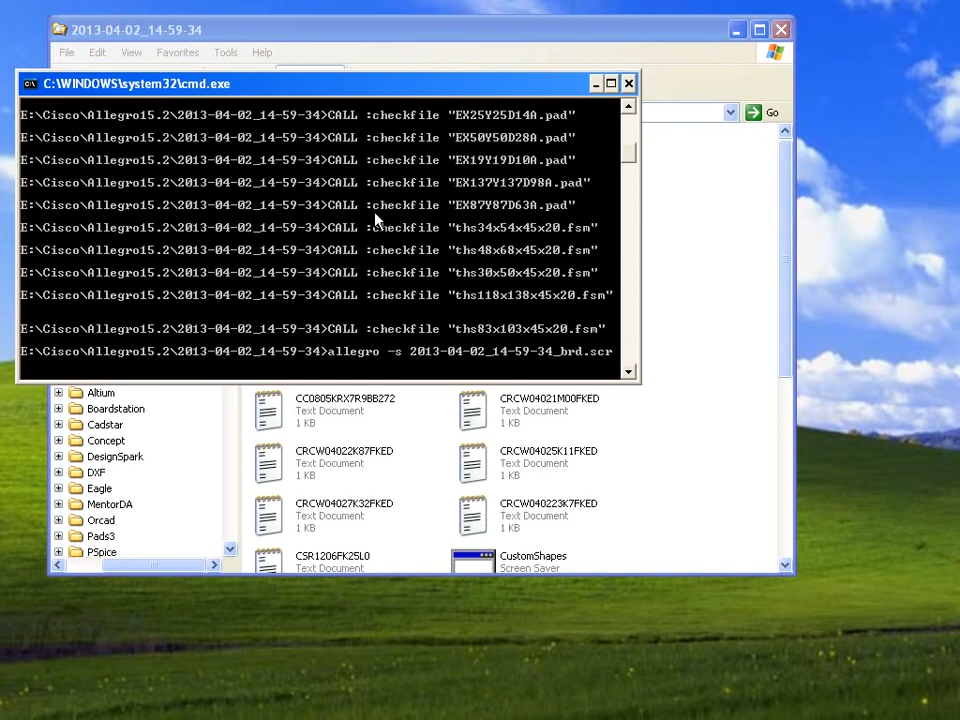 2013-04-02_14-59-34
File Edit View Favorites Tools Help
C:\WINDOWS\system32\cmd.exe
Go
E:\Cisco\Allegro15.2\2013-04-02_14-59-34>CALL :checkfile "EX25Y25D14A.pad"
E:\Cisco\Allegro15.2\2013-04-02_14-59-34>CALL :checkfile "EX50Y50D28A.pad"
E:\Cisco\Allegro15.2\2013-04-02_14-59-34>CALL :checkfile "EX19Y19D10A.pad"
E:\Cisco\Allegro15.2\2013-04-02_14-59-34>CALL :checkfile "EX137Y137D98A.pad"
E:\Cisco\Allegro15.2\2013-04-02_14-59-34>CALL :checkfile "EX87Y87D63A.pad"
E:\Cisco\Allegro15.2\2013-04-02_14-59-34>CALL :checkfile "ths34x54x45x20.fsm"
E:\Cisco\Allegro15.2\2013-04-02_14-59-34>CALL :checkfile "ths48x68x45x20.fsm"
E:\Cisco\Allegro15.2\2013-04-02_14-59-34>CALL :checkfile "ths30x50x45x20.fsm"
E:\Cisco\Allegro15.2\2013-04-02_14-59-34>CALL :checkfile "ths118x138x45x20.fsm"
E:\Cisco\Allegro15.2\2013-04-02_14-59-34>CALL :checkfile "ths83x103x45x20.fsm"
E:\Cisco\Allegro15.2\2013-04-02_14-59-34>allegro -s 2013-04-02_14-59-34_brd.scr
Altium
Boardstation
Cadstar
Concept
DesignSpark
DXF
Eagle
MentorDA
Orcad
Pads3
PSpice
CC0805KRX7R9BB272
Text Document
1 KB
CRCW04021M00FKED
Text Document
1 KB
CRCW04022K87FKED
Text Document
1 KB
CRCW04025K11FKED
Text Document
1 KB
CRCW04027K32FKED
Text Document
1 KB
CRCW040223K7FKED
Text Document
1 KB
CSR1206FK25L0
Text Document
CustomShapes
Screen Saver